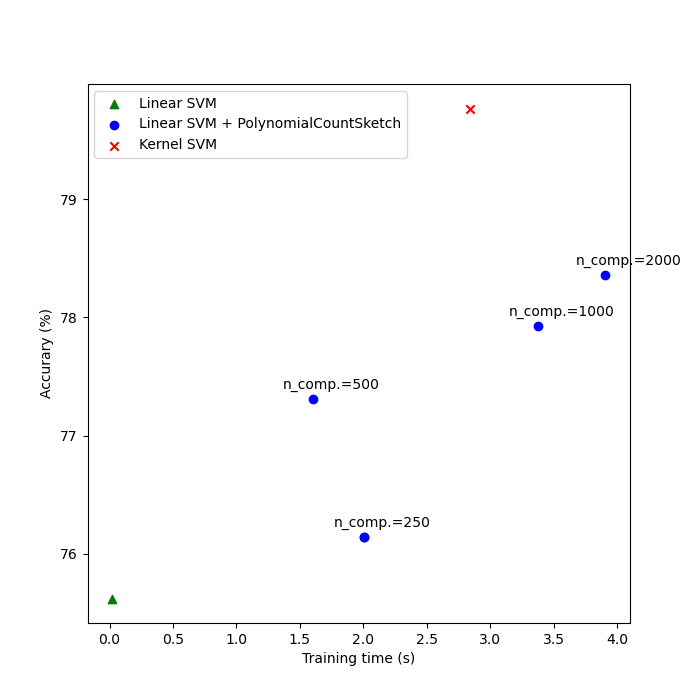 Linear SVM
Linear SVM + PolynomialCountSketch
Kernel SVM
n_comp.=2000
n_comp.=1000
n_comp.=500
n_comp.=250
79
78
77
76
Accurary (%)
0.0 0.5 1.0 1.5 2.0 2.5 3.0 3.5 4.0
Training time (s)